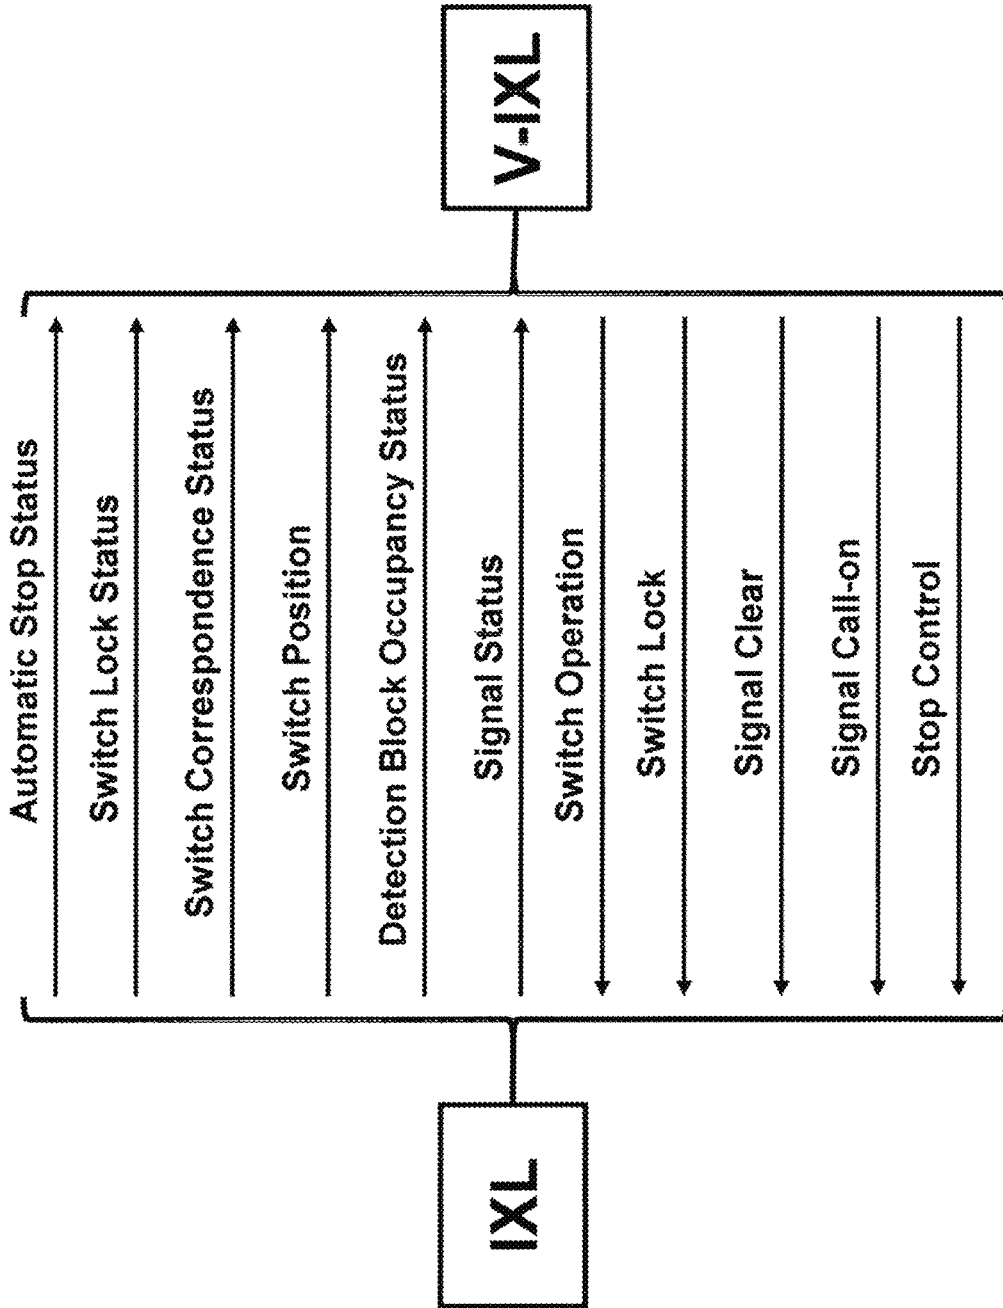 IXL
Automatic Stop Status
Switch Lock Status
Switch Correspondence Status
Switch Position
Detection Block Occupancy Status
Signal Status
Switch Operation
Switch Lock
Signal Clear
Signal Call-on
Stop Control
V-IXL